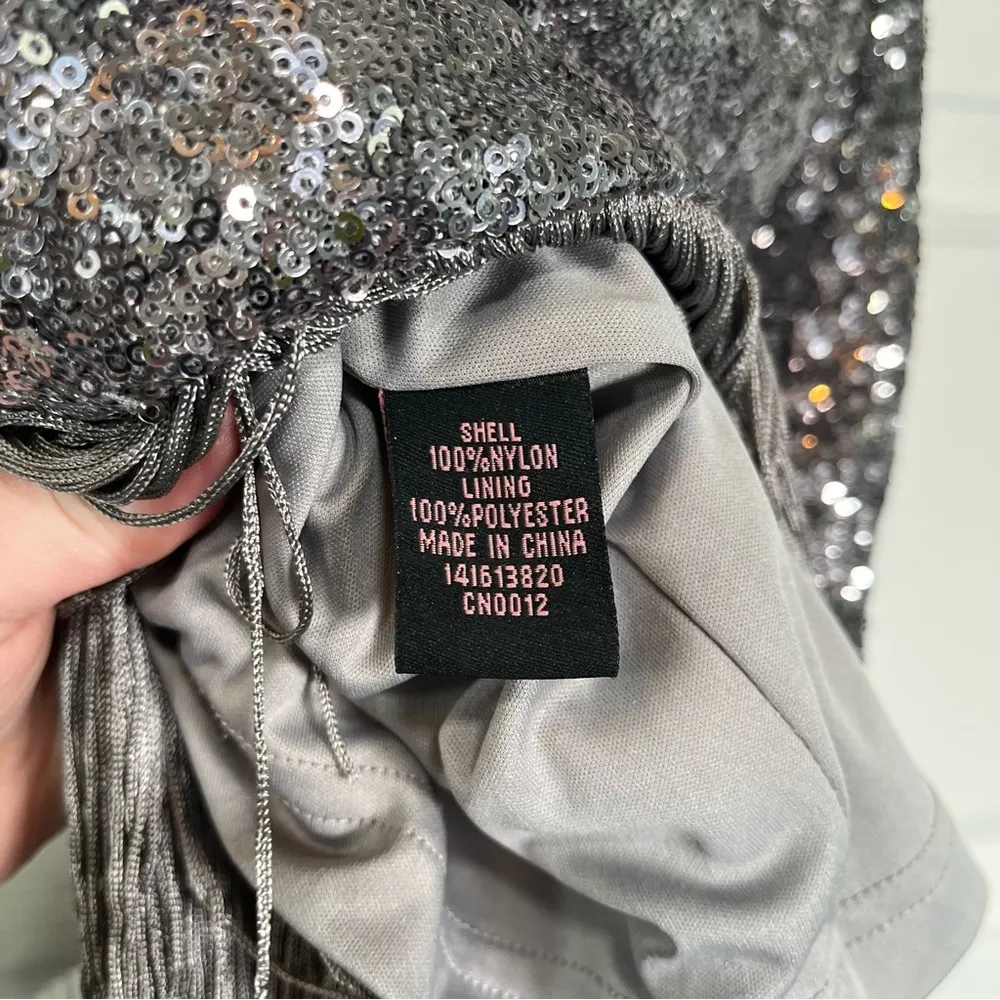 SHELL
100%NYLON
LINING
100%POLYESTER
MADE IN CHINA
141613820
CN0012